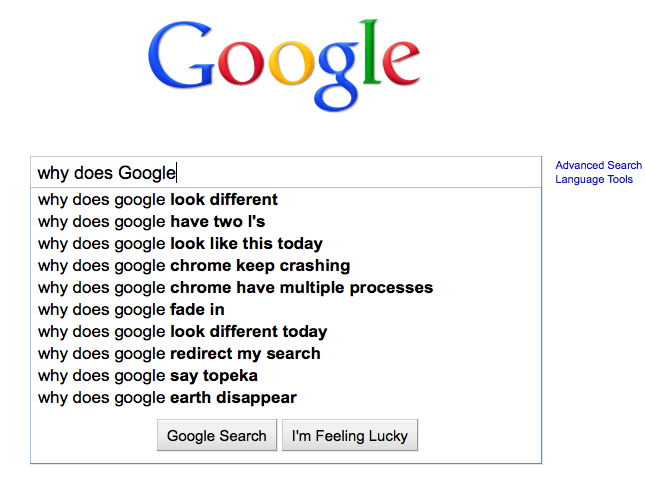 Google
why does Google
Advanced Search
Language Tools
why does google look different
why does google have two l's
why does google look like this today
why does google chrome keep crashing
why does google chrome have multiple processes
why does google fade in
why does google look different today
why does google redirect my search
why does google say topeka
why does google earth disappear
Google Search
I'm Feeling Lucky